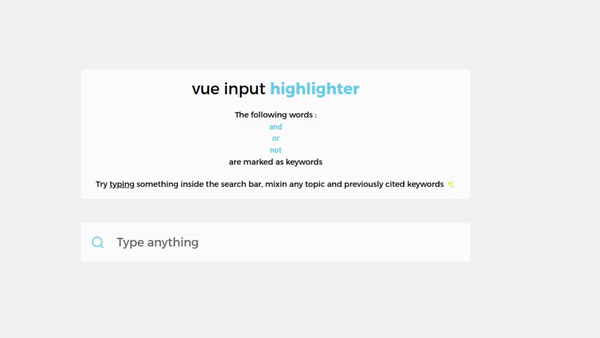 vue input highlighter
The following words :
and
or
not
are marked as keywords
Try typing something inside the search bar, mixin any topic and previously cited keywords ✨
Type anything